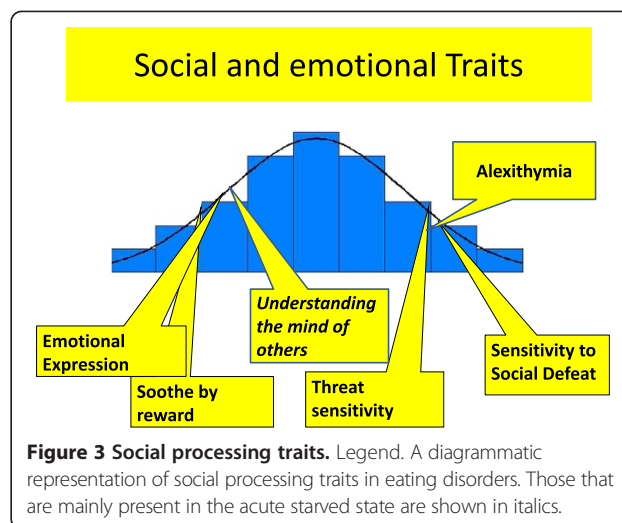 Social and emotional Traits
Alexithymia
Understanding
the mind of
others
Emotional
Expression
Soothe by
reward
Threat
sensitivity
Sensitivity to
Social Defeat
Figure 3 Social processing traits. Legend. A diagrammatic
representation of social processing traits in eating disorders. Those that
are mainly present in the acute starved state are shown in italics.